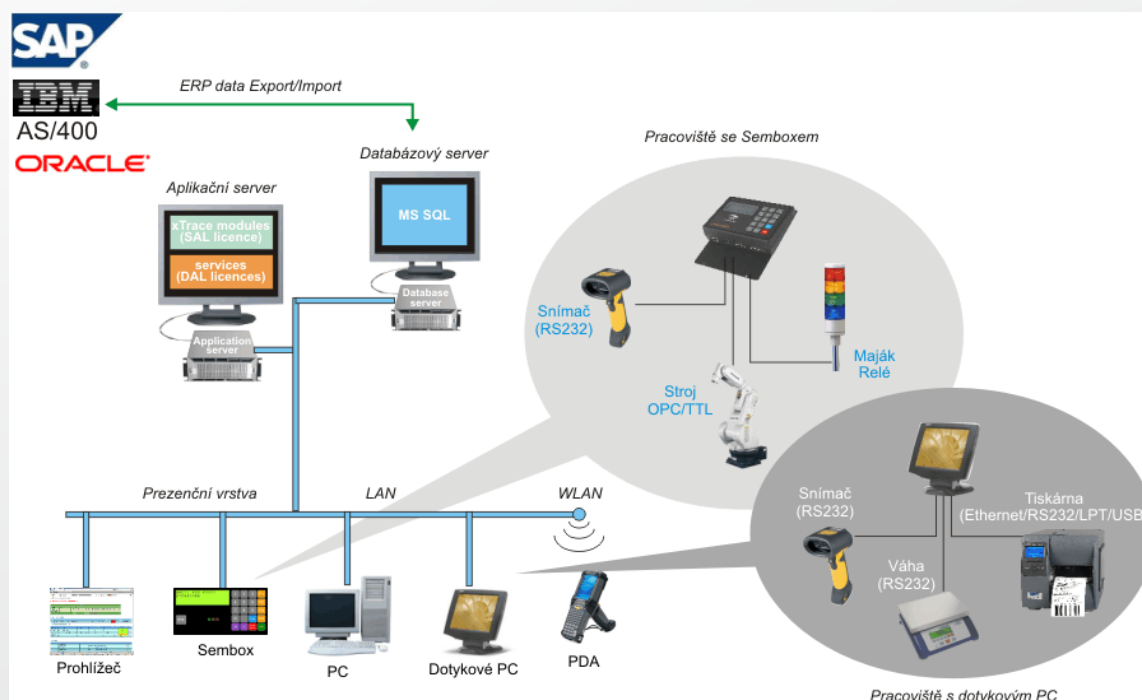 SAP
IBM
AS/400
ORACLE
ERP data Export/Import
Databázový server
Aplikační server
xTrace modules
(SAL licence)
services
(DAL licences)
MS SQL
Database
server
Application
server
Pracoviště se Semboxem
Snímač
(RS232)
Stroj
OPC/TTL
Maják
Relé
Prezenční vrstva
LAN
WLAN
Snímač
(RS232)
Tiskárna
(Ethernet/RS232/LPT/USB
Váha
(RS232)
Prohlížeč
Sembox
PC
Dotykové PC
PDA
Pracoviště s dotykovým PC